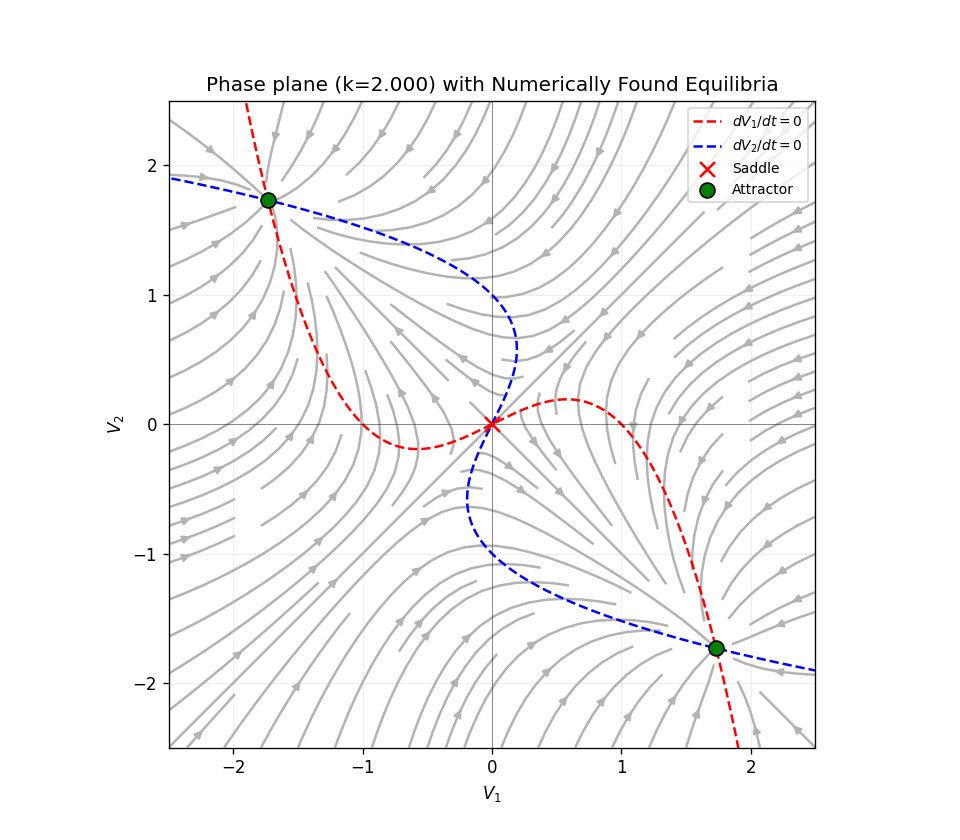 Phase plane (k=2.000) with Numerically Found Equilibria
dV₁/dt = 0
dV₂/dt = 0
Saddle
Attractor
2
1
0
−1
−2
V₂
−2 −1 0 1 2
V₁